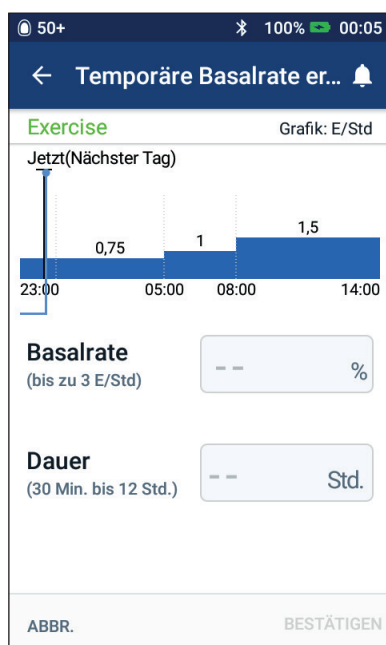 50+ 100% 00:05
Temporäre Basalrate er...
Exercise Grafik: E/Std
Jetzt(Nächster Tag)
0,75 1 1,5
23:00 05:00 08:00 14:00
Basalrate
(bis zu 3 E/Std)
-- %
Dauer
(30 Min. bis 12 Std.)
-- Std.
ABBR. BESTÄTIGEN